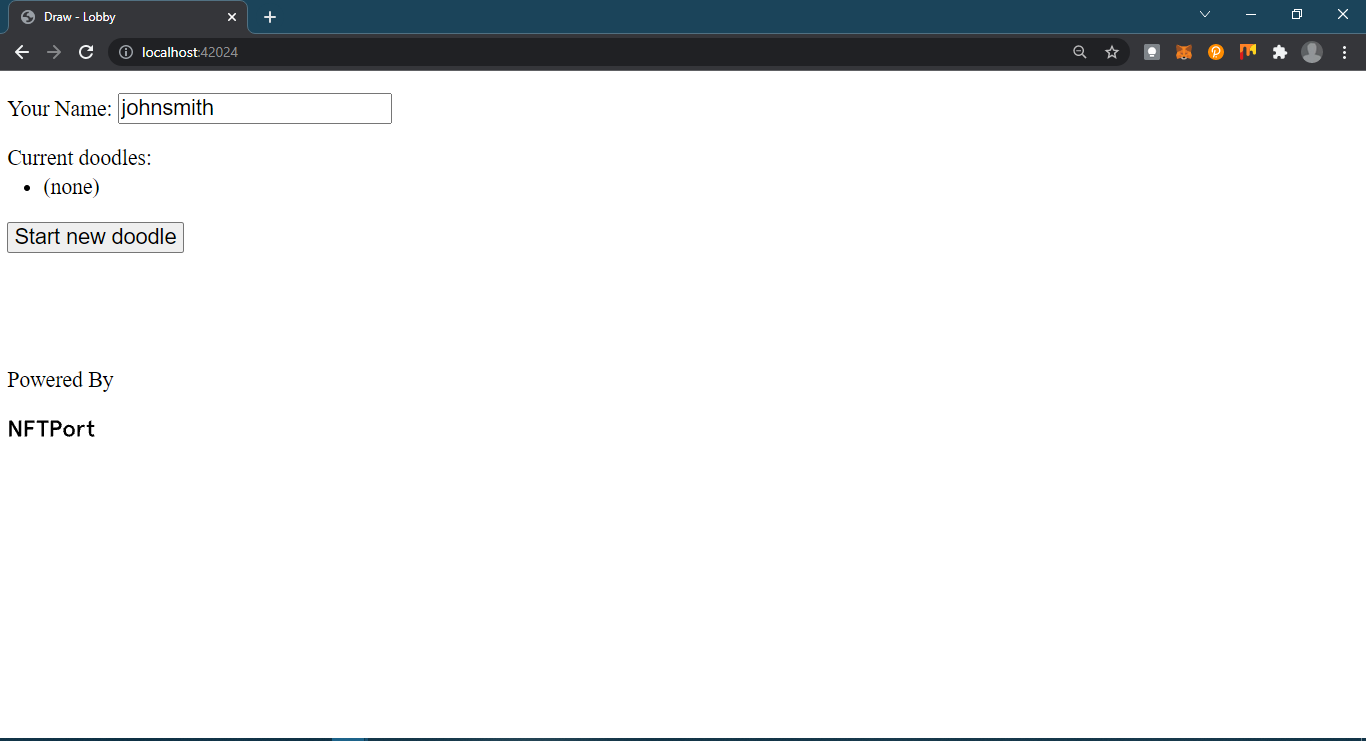 Draw - Lobby
localhost:42024
Your Name: johnsmith
Current doodles:
(none)
Start new doodle
Powered By
NFTPort